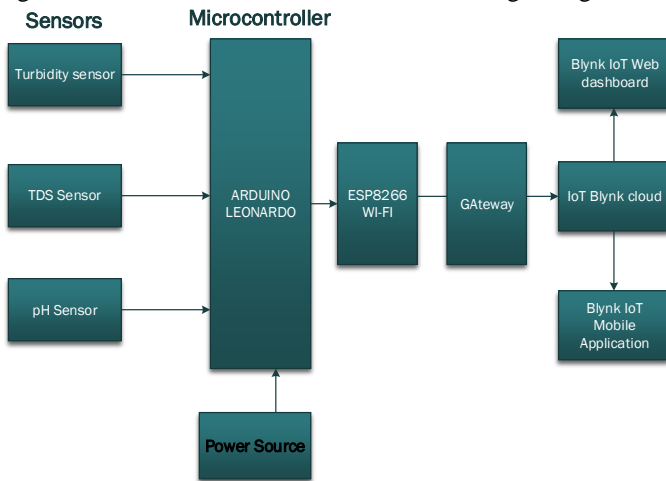 Sensors
Microcontroller
Turbidity sensor
TDS Sensor
pH Sensor
ARDUINO
LEONARDO
Power Source
ESP8266
WI-FI
GAteway
IoT Blynk cloud
Blynk IoT Web
dashboard
Blynk IoT
Mobile
Application